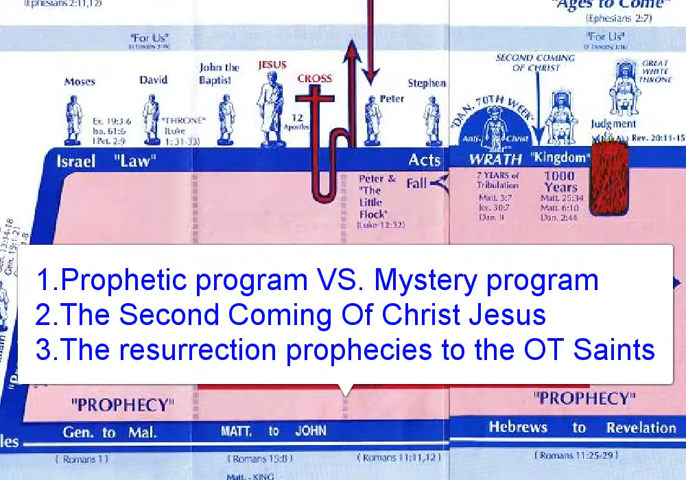 (Ephesians 2:11,12)
"Ages to Come"
(Ephesians 2:7)
"For Us"
"For Us"
Moses
David
John the
Baptist
JESUS
CROSS
Stephen
Peter
12
Apostles
Ex. 19:3-6
Isa. 61:6
I Pet. 2:9
"THRONE"
(Luke
1:31-33)
SECOND COMING
OF CHRIST
GREAT
WHITE
THRONE
"DAN. 70TH WEEK"
Anti-Christ
Judgment
Rev. 20:11-15
Israel "Law"
Acts
WRATH
"Kingdom"
Peter &
"The
Little
Flock"
(Luke 12:32)
Fall
7 YEARS of
Tribulation
Matt. 3:7
Jer. 30:7
Dan. 9
1000
Years
Matt. 25:34
Matt. 6:10
Dan. 2:44
1.Prophetic program VS. Mystery program
2.The Second Coming Of Christ Jesus
3.The resurrection prophecies to the OT Saints
"PROPHECY"
"PROPHECY"
Gen. to Mal.
MATT. to JOHN
Hebrews to Revelation
(Romans 1)
(Romans 15:8)
(Romans 11:11,12)
(Romans 11:25-29)
Matt. - KING